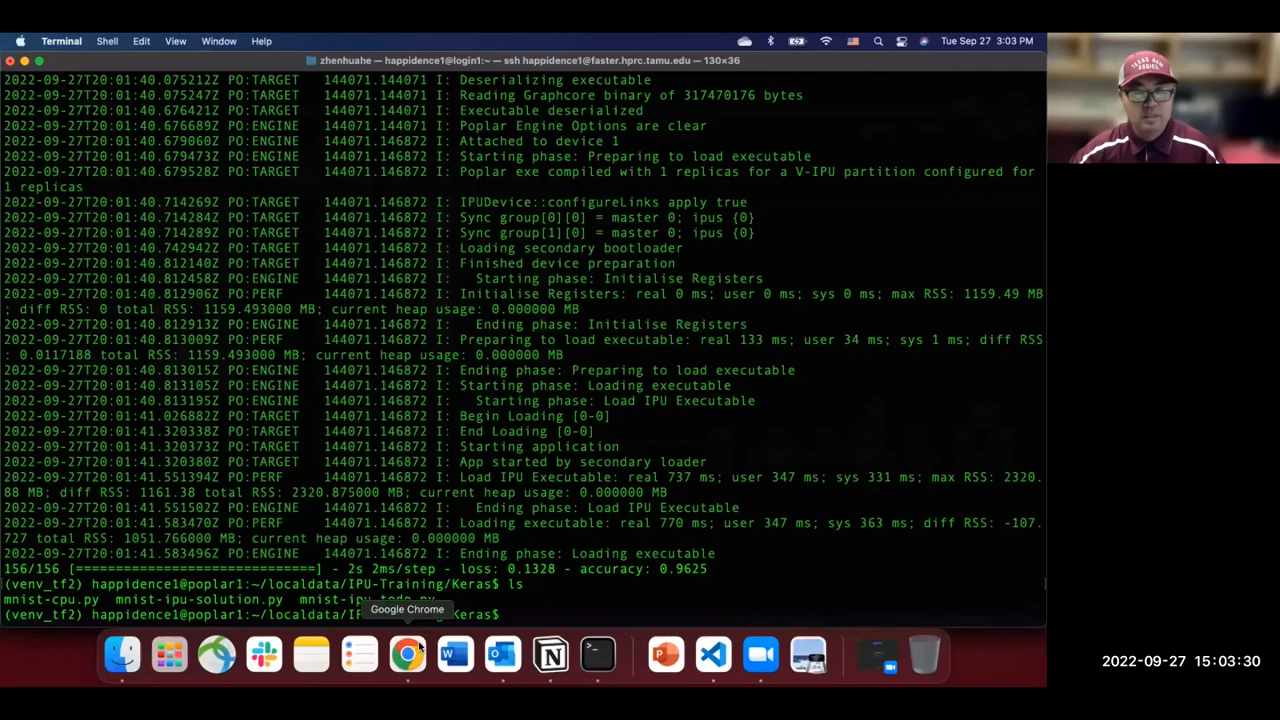 Terminal Shell Edit View Window Help Tue Sep 27 3:03 PM
zhenhuahe — happidence1@login1:~ — ssh happidence1@faster.hprc.tamu.edu — 130×36
2022-09-27T20:01:40.075212Z PO:TARGET 144071.144071 I: Deserializing executable
2022-09-27T20:01:40.075247Z PO:TARGET 144071.144071 I: Reading Graphcore binary of 317470176 bytes
2022-09-27T20:01:40.676421Z PO:TARGET 144071.144071 I: Executable deserialized
2022-09-27T20:01:40.676689Z PO:ENGINE 144071.146872 I: Poplar Engine Options are clear
2022-09-27T20:01:40.679060Z PO:ENGINE 144071.146872 I: Attached to device 1
2022-09-27T20:01:40.679473Z PO:ENGINE 144071.146872 I: Starting phase: Preparing to load executable
2022-09-27T20:01:40.679528Z PO:TARGET 144071.146872 I: Poplar exe compiled with 1 replicas for a V-IPU partition configured for
1 replicas
2022-09-27T20:01:40.714269Z PO:TARGET 144071.146872 I: IPUDevice::configureLinks apply true
2022-09-27T20:01:40.714284Z PO:TARGET 144071.146872 I: Sync group[0][0] = master 0; ipus {0}
2022-09-27T20:01:40.714289Z PO:TARGET 144071.146872 I: Sync group[1][0] = master 0; ipus {0}
2022-09-27T20:01:40.742942Z PO:TARGET 144071.146872 I: Loading secondary bootloader
2022-09-27T20:01:40.812140Z PO:TARGET 144071.146872 I: Finished device preparation
2022-09-27T20:01:40.812458Z PO:ENGINE 144071.146872 I: Starting phase: Initialise Registers
2022-09-27T20:01:40.812906Z PO:PERF 144071.146872 I: Initialise Registers: real 0 ms; user 0 ms; sys 0 ms; max RSS: 1159.49 MB
; diff RSS: 0 total RSS: 1159.493000 MB; current heap usage: 0.000000 MB
2022-09-27T20:01:40.812913Z PO:ENGINE 144071.146872 I: Ending phase: Initialise Registers
2022-09-27T20:01:40.813009Z PO:PERF 144071.146872 I: Preparing to load executable: real 133 ms; user 34 ms; sys 1 ms; diff RSS
: 0.0117188 total RSS: 1159.493000 MB; current heap usage: 0.000000 MB
2022-09-27T20:01:40.813015Z PO:ENGINE 144071.146872 I: Ending phase: Preparing to load executable
2022-09-27T20:01:40.813105Z PO:ENGINE 144071.146872 I: Starting phase: Loading executable
2022-09-27T20:01:40.813195Z PO:ENGINE 144071.146872 I: Starting phase: Load IPU Executable
2022-09-27T20:01:41.026882Z PO:TARGET 144071.146872 I: Begin Loading [0-0]
2022-09-27T20:01:41.320338Z PO:TARGET 144071.146872 I: End Loading [0-0]
2022-09-27T20:01:41.320373Z PO:TARGET 144071.146872 I: Starting application
2022-09-27T20:01:41.320380Z PO:TARGET 144071.146872 I: App started by secondary loader
2022-09-27T20:01:41.551394Z PO:PERF 144071.146872 I: Load IPU Executable: real 737 ms; user 347 ms; sys 331 ms; max RSS: 2320.
88 MB; diff RSS: 1161.38 total RSS: 2320.875000 MB; current heap usage: 0.000000 MB
2022-09-27T20:01:41.551502Z PO:ENGINE 144071.146872 I: Ending phase: Load IPU Executable
2022-09-27T20:01:41.583470Z PO:PERF 144071.146872 I: Loading executable: real 770 ms; user 347 ms; sys 363 ms; diff RSS: -107.
727 total RSS: 1051.766000 MB; current heap usage: 0.000000 MB
2022-09-27T20:01:41.583496Z PO:ENGINE 144071.146872 I: Ending phase: Loading executable
156/156 [==============================] - 2s 2ms/step - loss: 0.1328 - accuracy: 0.9625
(venv_tf2) happidence1@poplar1:~/localdata/IPU-Training/Keras$ ls
mnist-cpu.py mnist-ipu-solution.py mnist-ipu-todo.py
(venv_tf2) happidence1@poplar1:~/localdata/IP Keras$
Google Chrome
TEXAS A&M
AGGIES
2022-09-27 15:03:30